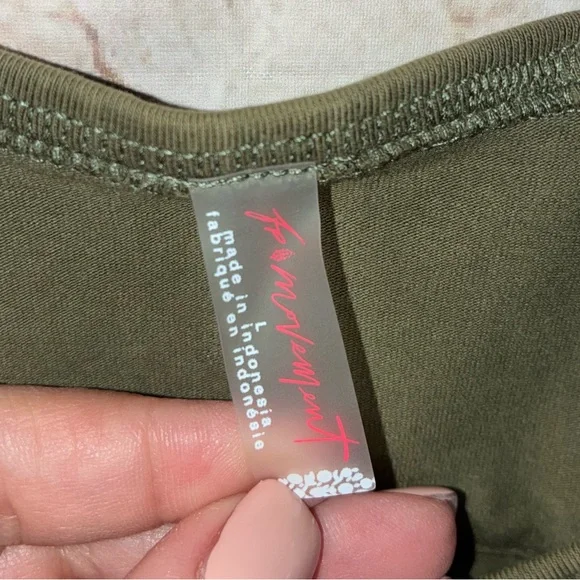 fp movement
L
made in indonesia
fabriqué en indonésie